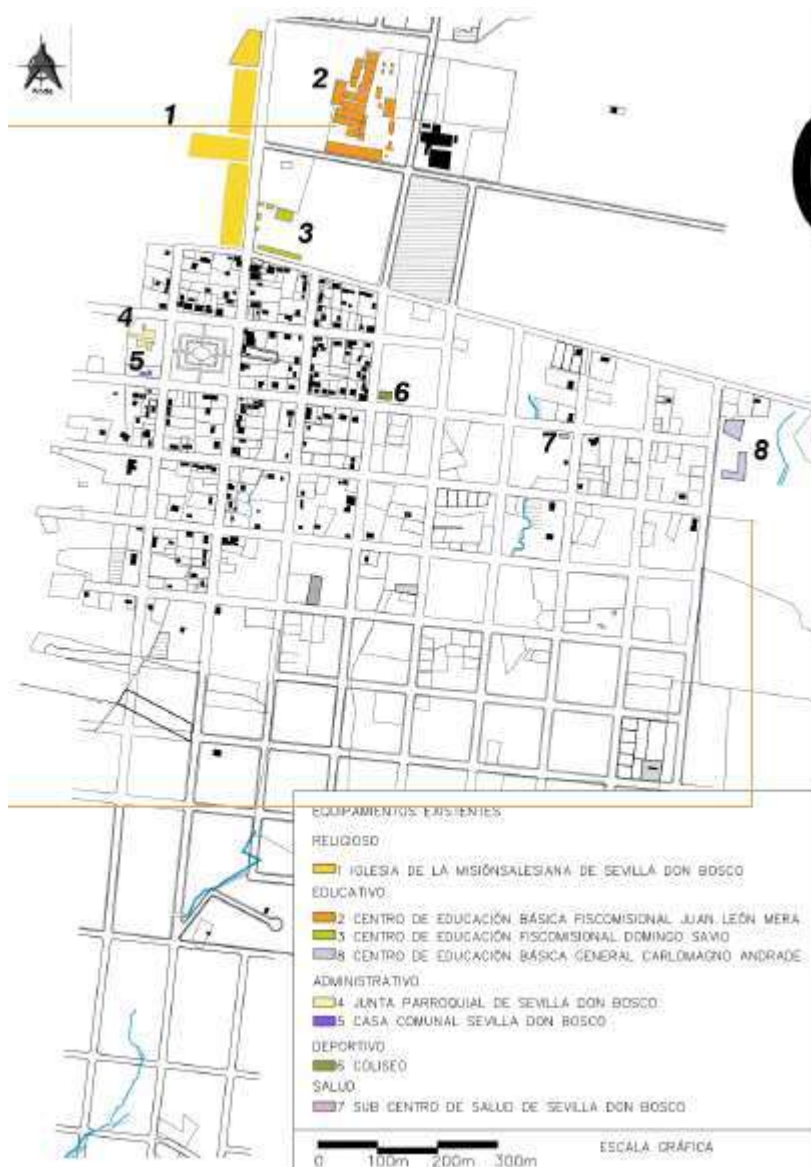 Norte
2
1
3
4
5
6
7
8
EQUIPAMIENTOS EXISTENTES
RELIGIOSO
1 IGLESIA DE LA MISIÓNSALESIANA DE SEVILLA DON BOSCO
EDUCATIVO
2 CENTRO DE EDUCACIÓN BÁSICA FISCOMISIONAL JUAN LEÓN MERA
3 CENTRO DE EDUCACIÓN FISCOMISIONAL DOMINGO SAVIO
8 CENTRO DE EDUCACIÓN BÁSICA GENERAL CARLOMAGNO ANDRADE
ADMINISTRATIVO
4 JUNTA PARROQUIAL DE SEVILLA DON BOSCO
5 CASA COMUNAL SEVILLA DON BOSCO
DEPORTIVO
6 COLISEO
SALUD
7 SUB CENTRO DE SALUD DE SEVILLA DON BOSCO
ESCALA GRÁFICA
0 100m 200m 300m